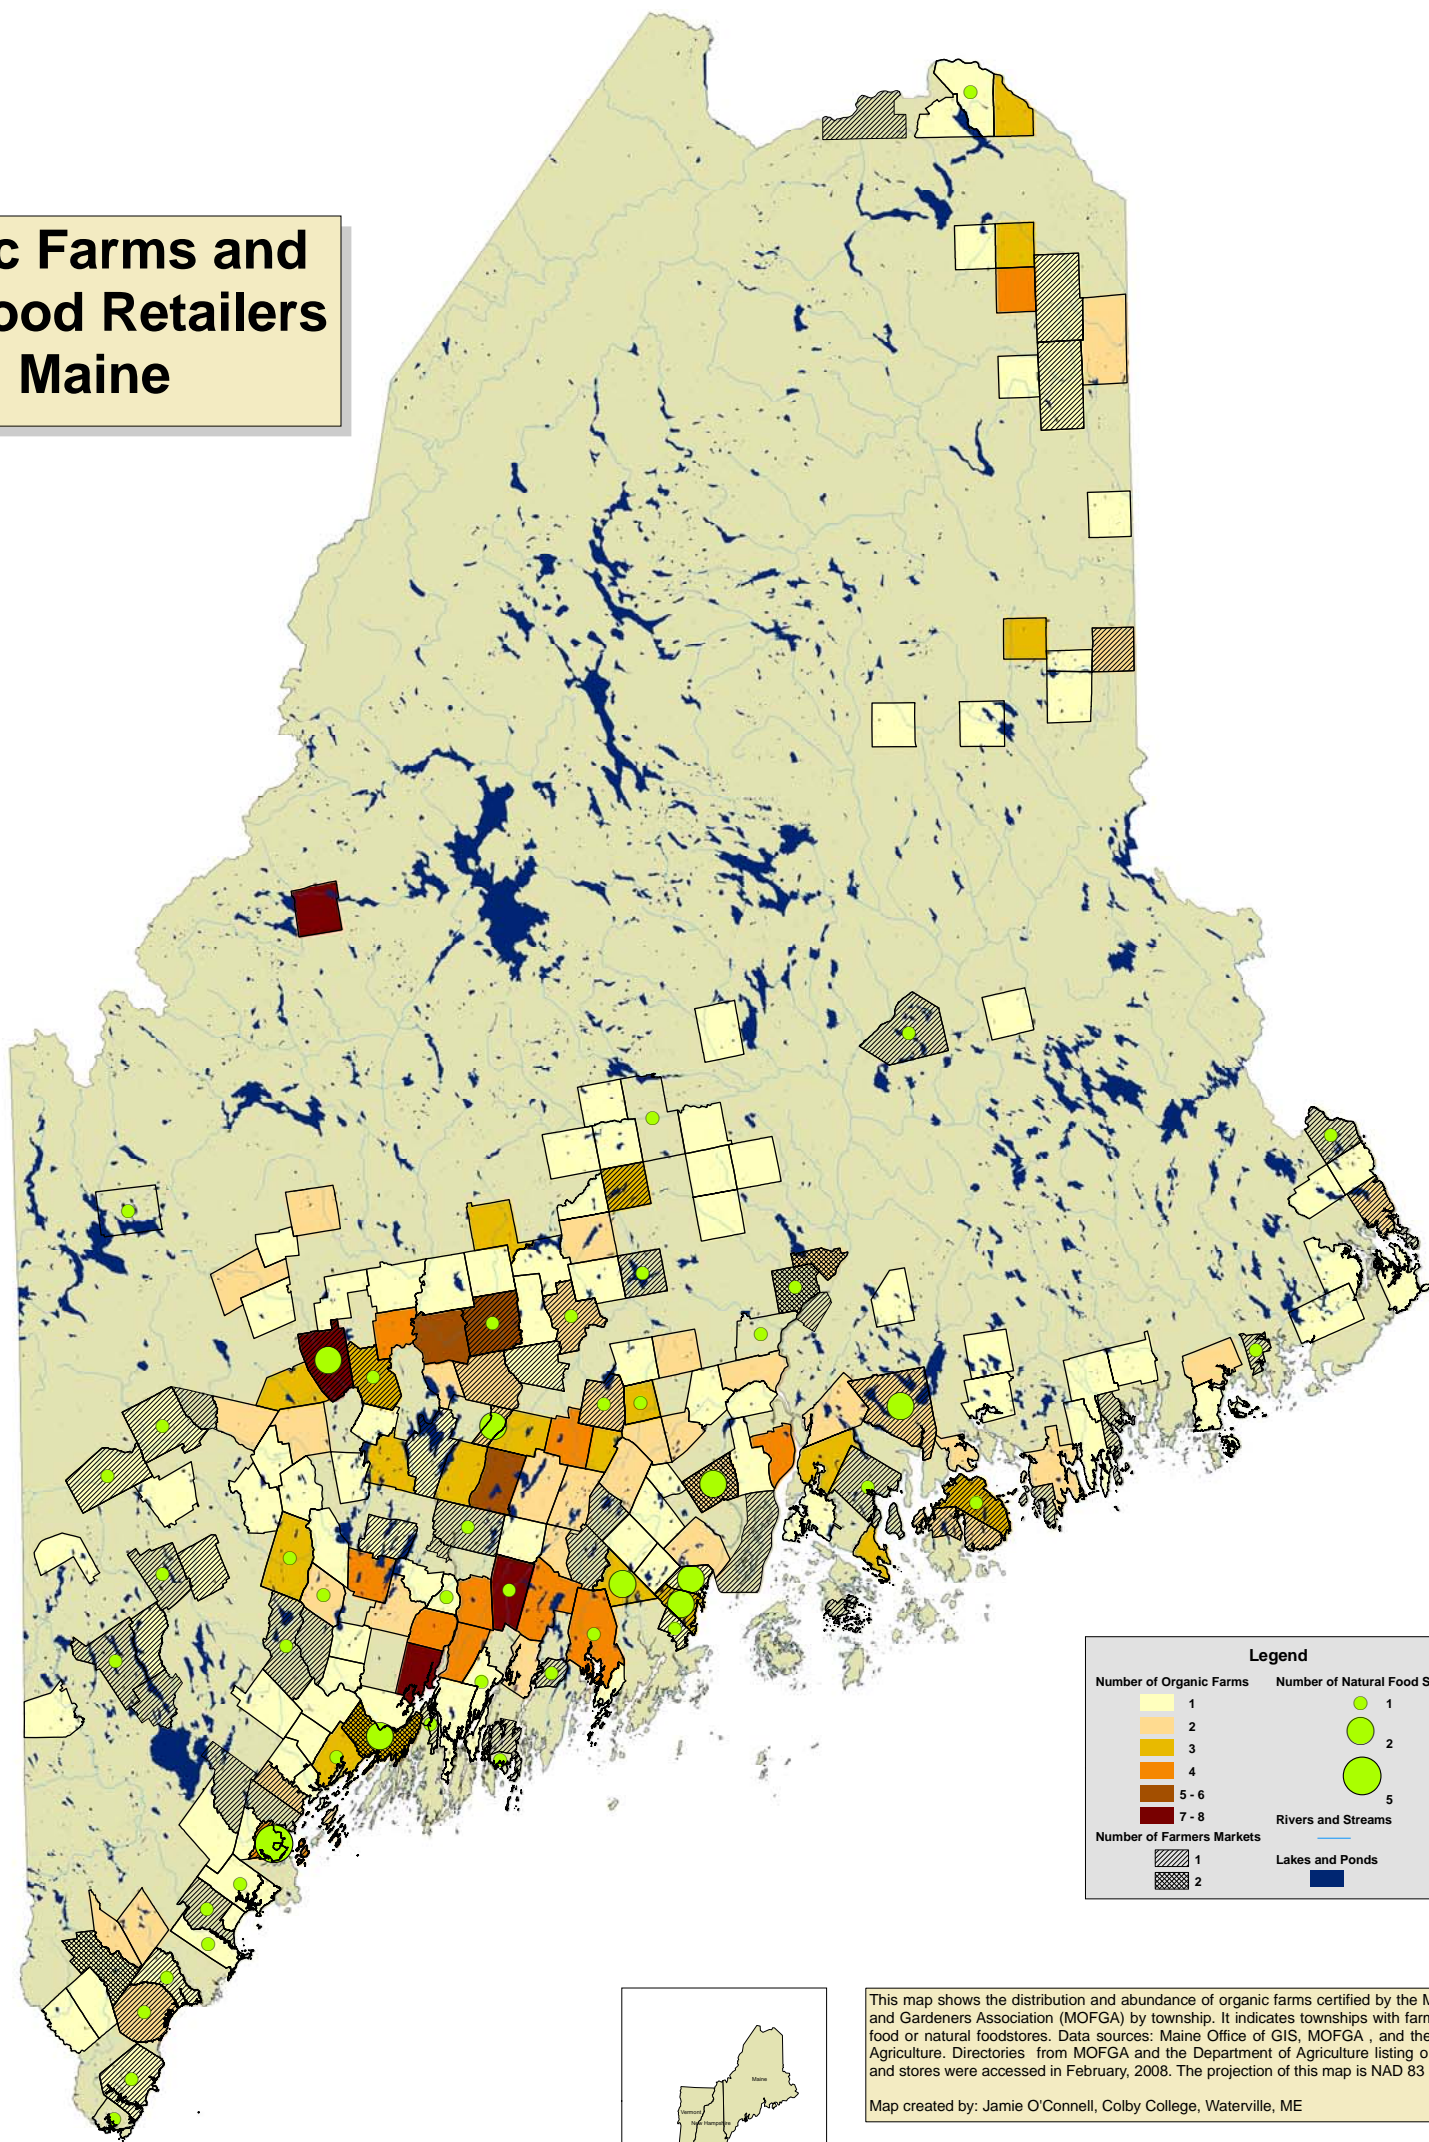 c Farms and
ood Retailers
Maine
Legend
Number of Organic Farms
1
2
3
4
5 - 6
7 - 8
Number of Farmers Markets
1
2
Number of Natural Food S
1
2
5
Rivers and Streams
Lakes and Ponds
Maine
Vermont
New Hampshire
This map shows the distribution and abundance of organic farms certified by the M
and Gardeners Association (MOFGA) by township. It indicates townships with farm
food or natural foodstores. Data sources: Maine Office of GIS, MOFGA , and the
Agriculture. Directories from MOFGA and the Department of Agriculture listing o
and stores were accessed in February, 2008. The projection of this map is NAD 83
Map created by: Jamie O'Connell, Colby College, Waterville, ME